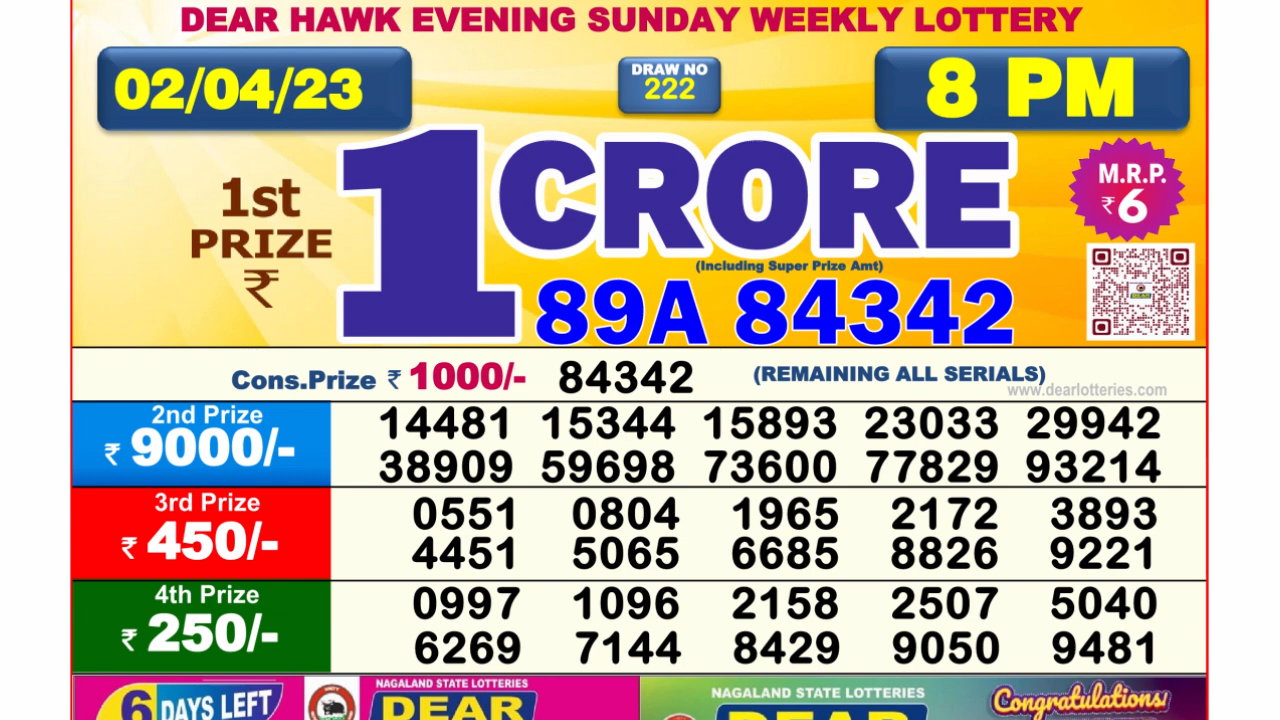 DEAR HAWK EVENING SUNDAY WEEKLY LOTTERY
02/04/23
DRAW NO
222
8 PM
1st
PRIZE
₹
1 CRORE
(Including Super Prize Amt)
89A 84342
M.R.P.
₹6
Cons.Prize ₹ 1000/- 84342 (REMAINING ALL SERIALS)
www.dearlotteries.com
2nd Prize
₹ 9000/-
14481 15344 15893 23033 29942
38909 59698 73600 77829 93214
3rd Prize
₹ 450/-
0551 0804 1965 2172 3893
4451 5065 6685 8826 9221
4th Prize
₹ 250/-
0997 1096 2158 2507 5040
6269 7144 8429 9050 9481
6 DAYS LEFT
NAGALAND STATE LOTTERIES
DEAR
NAGALAND STATE LOTTERIES
DEAR
Congratulations!